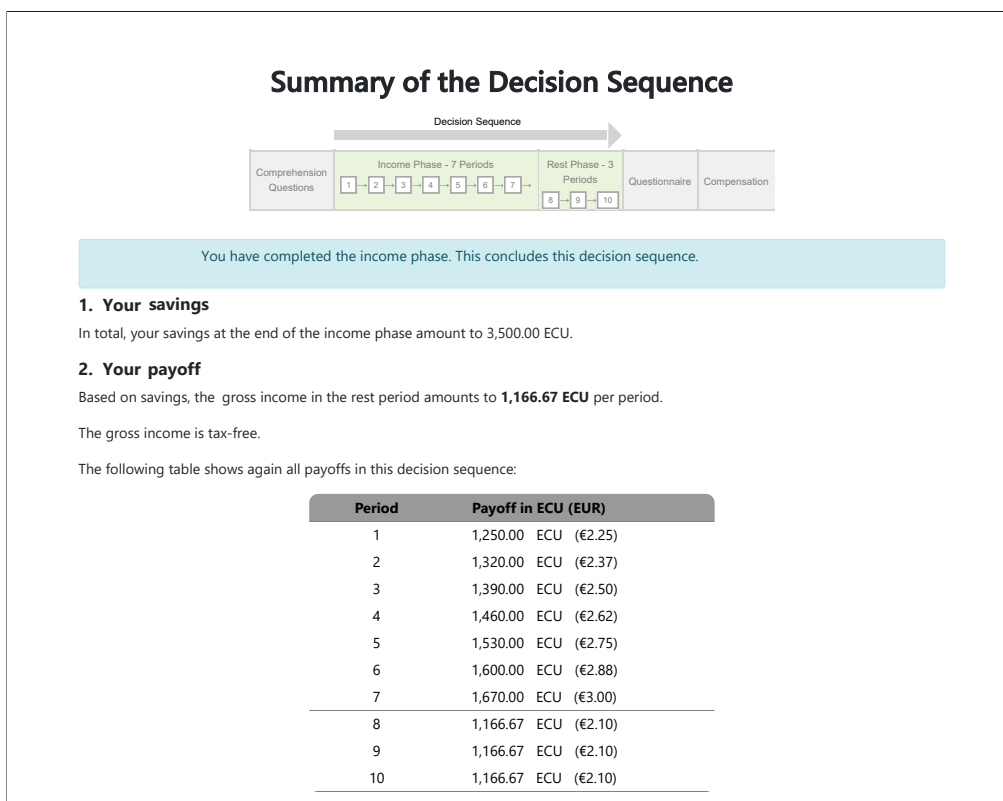 Summary of the Decision Sequence
Decision Sequence
Comprehension
Questions
Income Phase - 7 Periods
1 → 2 → 3 → 4 → 5 → 6 → 7 →
Rest Phase - 3
Periods
8 → 9 → 10
Questionnaire
Compensation
You have completed the income phase. This concludes this decision sequence.
1. Your savings
In total, your savings at the end of the income phase amount to 3,500.00 ECU.
2. Your payoff
Based on savings, the gross income in the rest period amounts to 1,166.67 ECU per period.
The gross income is tax-free.
The following table shows again all payoffs in this decision sequence:
Period Payoff in ECU (EUR)
1 1,250.00 ECU (€2.25)
2 1,320.00 ECU (€2.37)
3 1,390.00 ECU (€2.50)
4 1,460.00 ECU (€2.62)
5 1,530.00 ECU (€2.75)
6 1,600.00 ECU (€2.88)
7 1,670.00 ECU (€3.00)
8 1,166.67 ECU (€2.10)
9 1,166.67 ECU (€2.10)
10 1,166.67 ECU (€2.10)